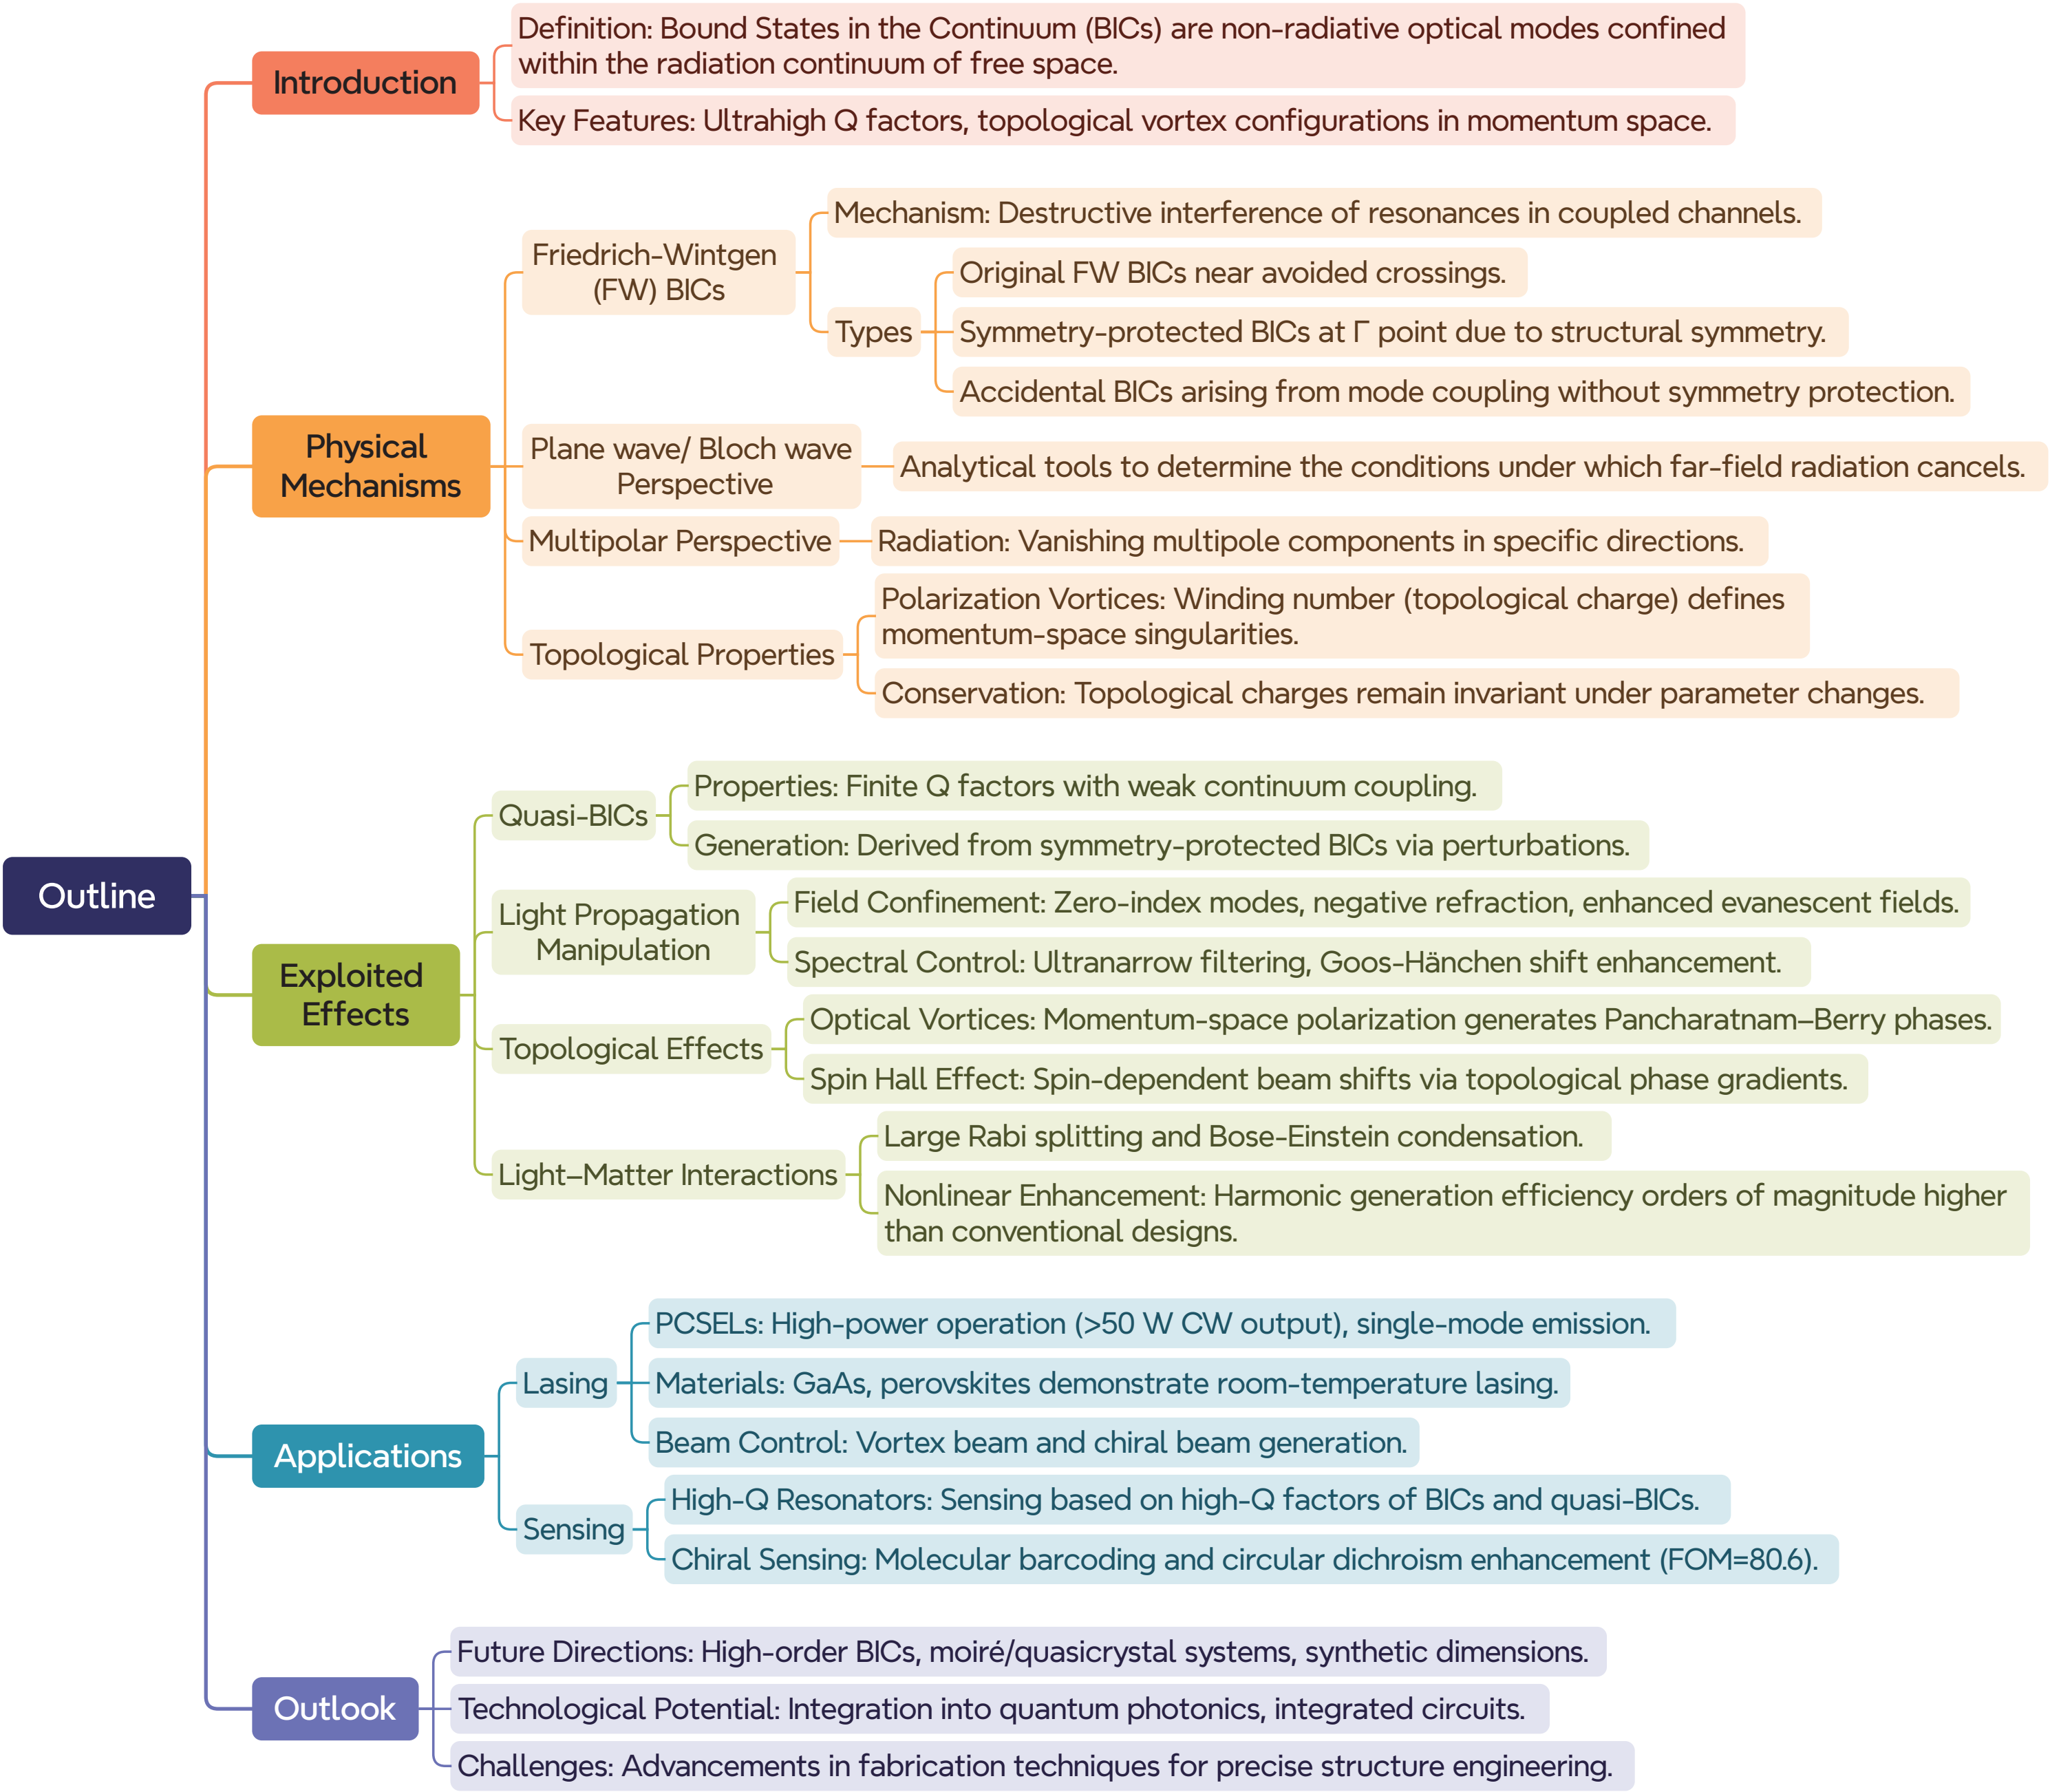 Outline
Introduction
Definition: Bound States in the Continuum (BICs) are non-radiative optical modes confined
within the radiation continuum of free space.
Key Features: Ultrahigh Q factors, topological vortex configurations in momentum space.
Physical
Mechanisms
Friedrich-Wintgen
(FW) BICs
Mechanism: Destructive interference of resonances in coupled channels.
Types
Original FW BICs near avoided crossings.
Symmetry-protected BICs at Γ point due to structural symmetry.
Accidental BICs arising from mode coupling without symmetry protection.
Plane wave/ Bloch wave
Perspective
Analytical tools to determine the conditions under which far-field radiation cancels.
Multipolar Perspective
Radiation: Vanishing multipole components in specific directions.
Topological Properties
Polarization Vortices: Winding number (topological charge) defines
momentum-space singularities.
Conservation: Topological charges remain invariant under parameter changes.
Exploited
Effects
Quasi-BICs
Properties: Finite Q factors with weak continuum coupling.
Generation: Derived from symmetry-protected BICs via perturbations.
Light Propagation
Manipulation
Field Confinement: Zero-index modes, negative refraction, enhanced evanescent fields.
Spectral Control: Ultranarrow filtering, Goos-Hänchen shift enhancement.
Topological Effects
Optical Vortices: Momentum-space polarization generates Pancharatnam–Berry phases.
Spin Hall Effect: Spin-dependent beam shifts via topological phase gradients.
Light–Matter Interactions
Large Rabi splitting and Bose-Einstein condensation.
Nonlinear Enhancement: Harmonic generation efficiency orders of magnitude higher
than conventional designs.
Applications
Lasing
PCSELs: High-power operation (>50 W CW output), single-mode emission.
Materials: GaAs, perovskites demonstrate room-temperature lasing.
Beam Control: Vortex beam and chiral beam generation.
Sensing
High-Q Resonators: Sensing based on high-Q factors of BICs and quasi-BICs.
Chiral Sensing: Molecular barcoding and circular dichroism enhancement (FOM=80.6).
Outlook
Future Directions: High-order BICs, moiré/quasicrystal systems, synthetic dimensions.
Technological Potential: Integration into quantum photonics, integrated circuits.
Challenges: Advancements in fabrication techniques for precise structure engineering.